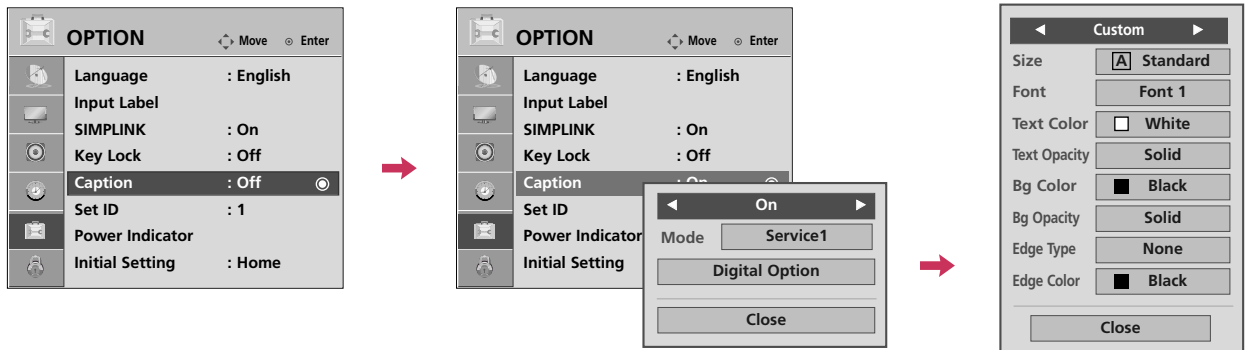 OPTION Move Enter
Language : English
Input Label
SIMPLINK : On
Key Lock : Off
Caption : Off
Set ID : 1
Power Indicator
Initial Setting : Home
OPTION Move Enter
Language : English
Input Label
SIMPLINK : On
Key Lock : Off
Caption : On
Set ID
Power Indicator
Initial Setting
On
Mode Service1
Digital Option
Close
Custom
Size A Standard
Font Font 1
Text Color White
Text Opacity Solid
Bg Color Black
Bg Opacity Solid
Edge Type None
Edge Color Black
Close